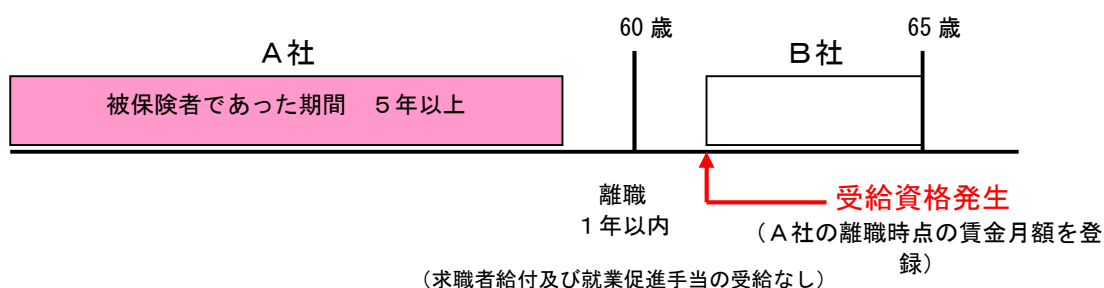 60 歳
65 歳
A社
B社
被保険者であった期間　５年以上
離職
１年以内
受給資格発生
（A社の離職時点の賃金月額を登
録）
（求職者給付及び就業促進手当の受給なし）